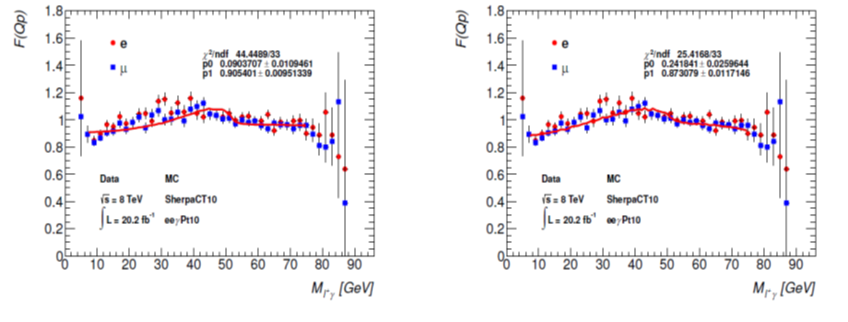 F(Qp)
1.8
1.6
1.4
1.2
1
0.8
0.6
0.4
0.2
0
e
μ
χ²/ndf 44.4489/33
p0 0.0903707 ± 0.0109461
p1 0.905401 ± 0.00951339
Data MC
√s = 8 TeV SherpaCT10
∫L = 20.2 fb⁻¹ eeγPt10
0 10 20 30 40 50 60 70 80 90
M_{l⁺γ} [GeV]
F(Qp)
1.8
1.6
1.4
1.2
1
0.8
0.6
0.4
0.2
0
e
μ
χ²/ndf 25.4168/33
p0 0.241841 ± 0.0259644
p1 0.873079 ± 0.0117146
Data MC
√s = 8 TeV SherpaCT10
∫L = 20.2 fb⁻¹ eeγPt10
0 10 20 30 40 50 60 70 80 90
M_{l⁺γ} [GeV]